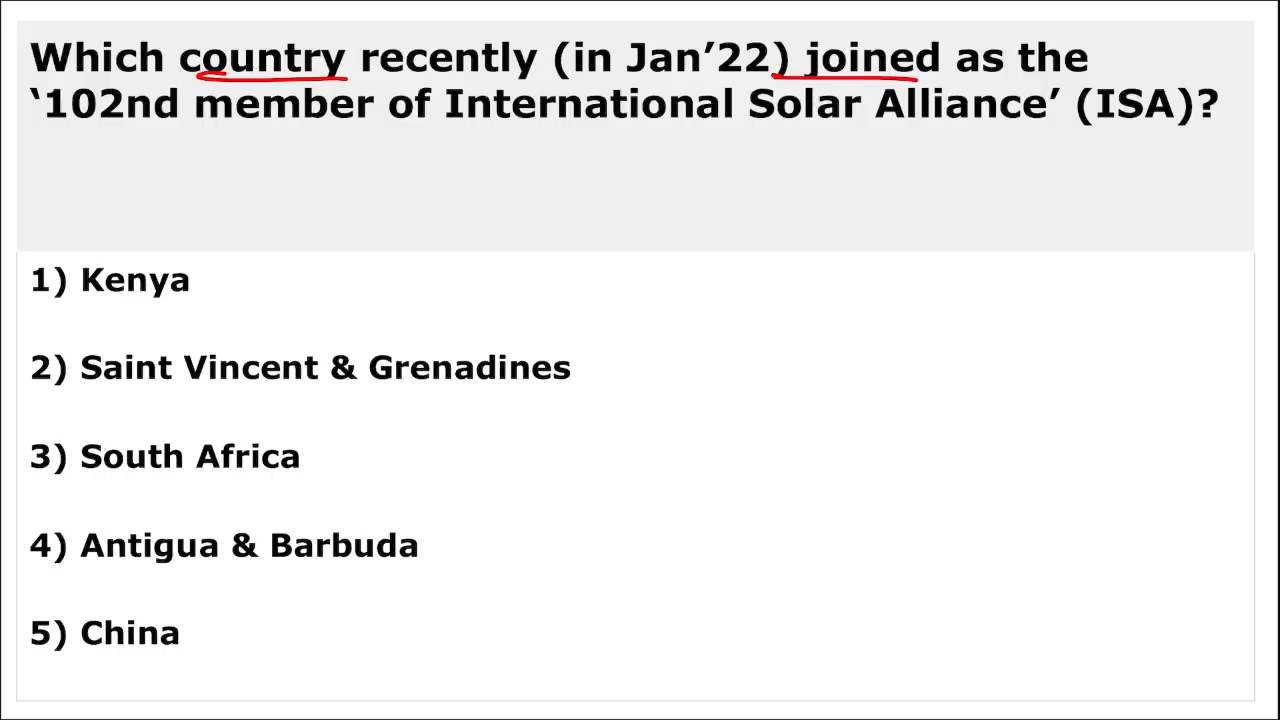 Which country recently (in Jan’22) joined as the
‘102nd member of International Solar Alliance’ (ISA)?
1) Kenya
2) Saint Vincent & Grenadines
3) South Africa
4) Antigua & Barbuda
5) China